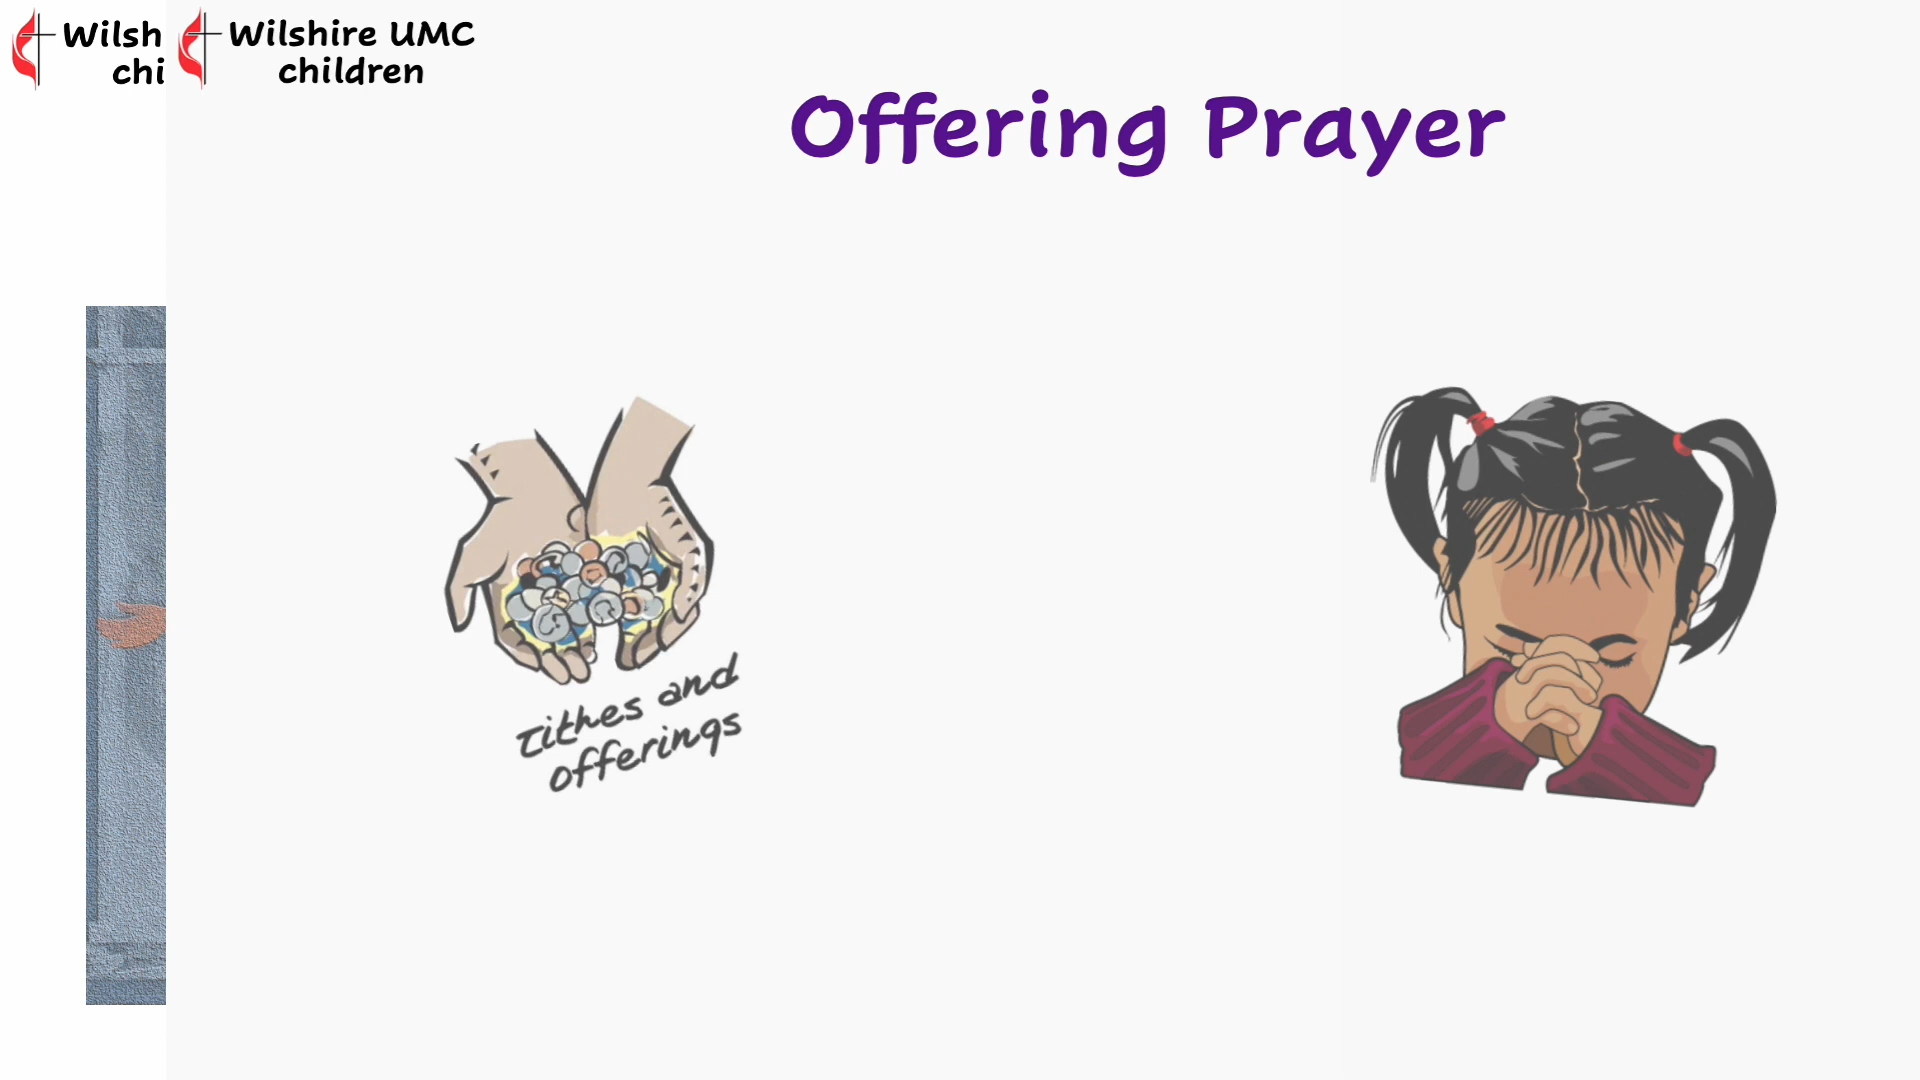 Wilsh
chi
Wilshire UMC
children
Offering Prayer
tithes and
offerings